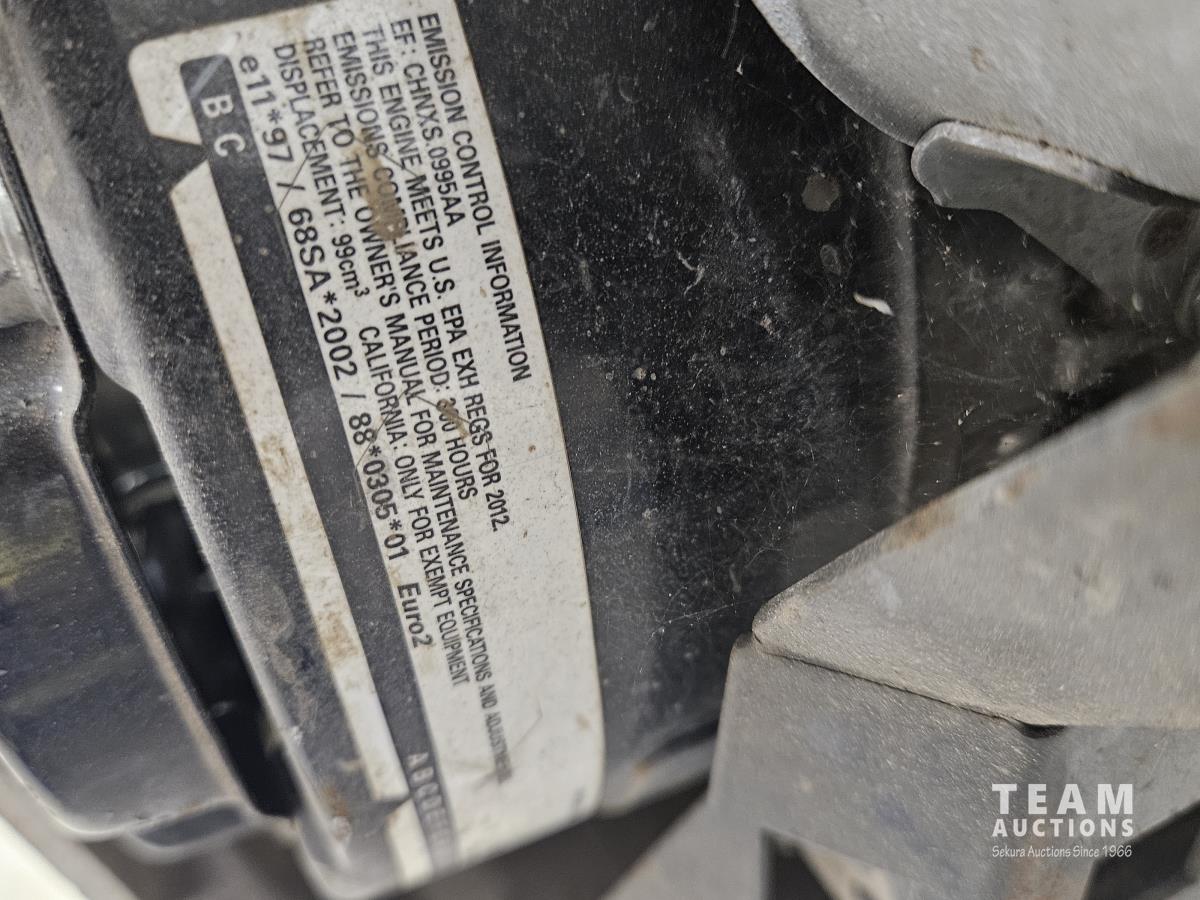 EMISSION CONTROL INFORMATION
EF: CHNXS.0995AA
THIS ENGINE MEETS U.S. EPA EXH REGS FOR 2012.
EMISSIONS COMPLIANCE PERIOD: HOURS
REFER TO THE OWNER'S MANUAL FOR MAINTENANCE SPECIFICATIONS AND ADJUSTMENTS
DISPLACEMENT: 99cm³ CALIFORNIA: ONLY FOR EXEMPT EQUIPMENT
e11*97 / 68SA*2002 / 88*0305*01 Euro2
B C
A B C D E
TEAM
AUCTIONS
Sekura Auctions Since 1966